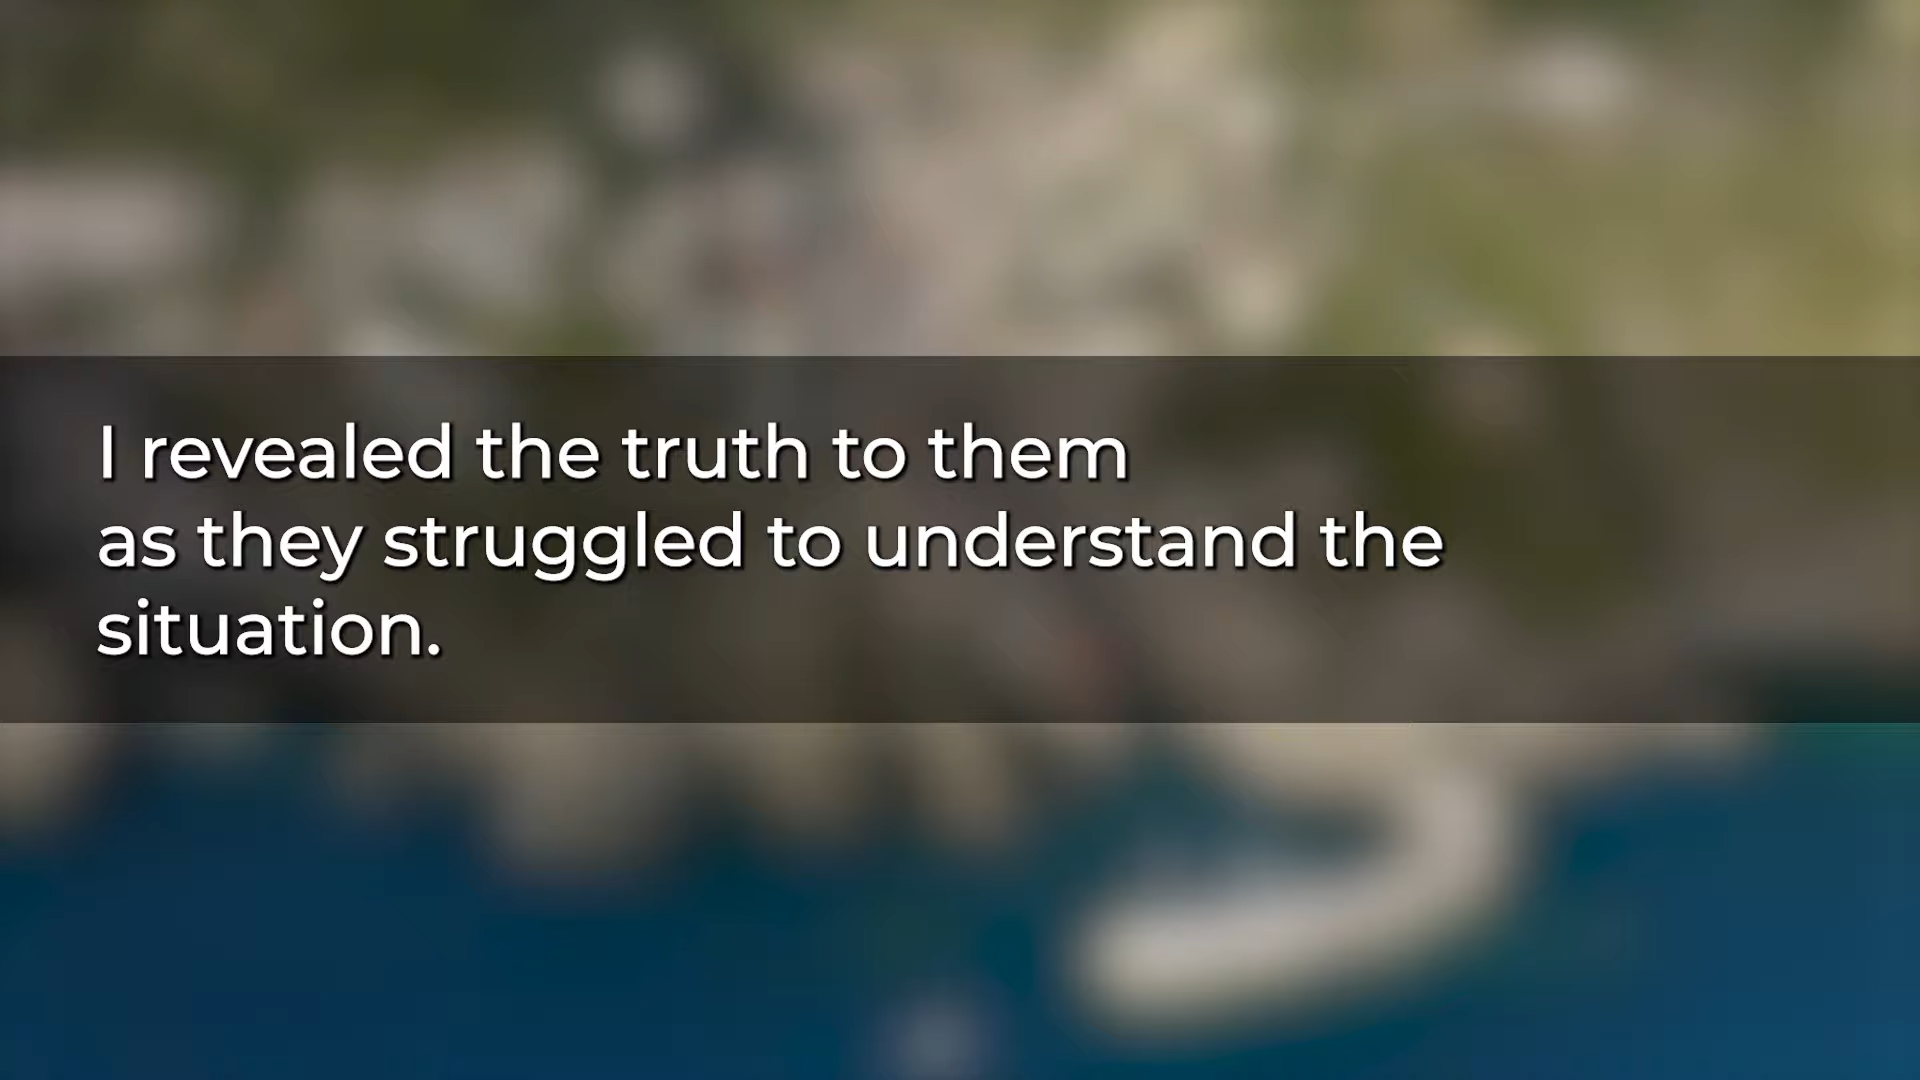 I revealed the truth to them
as they struggled to understand the
situation.